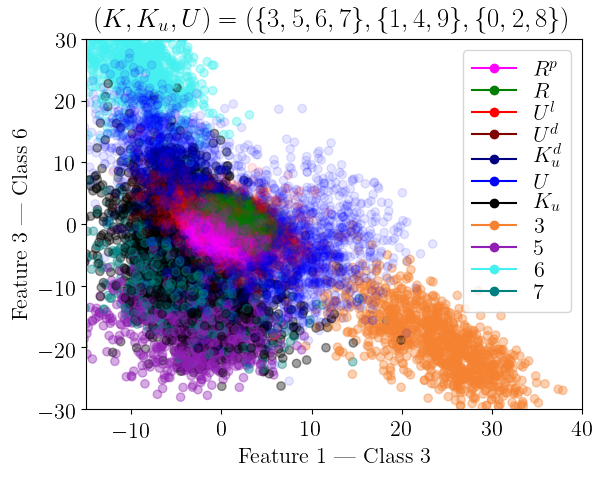 (K, K_u, U) = ({3, 5, 6, 7}, {1, 4, 9}, {0, 2, 8})
30
20
10
0
−10
−20
−30
−10
0
10
20
30
40
Feature 3 — Class 6
Feature 1 — Class 3
R^p
R
U^l
U^d
K_u^d
U
K_u
3
5
6
7